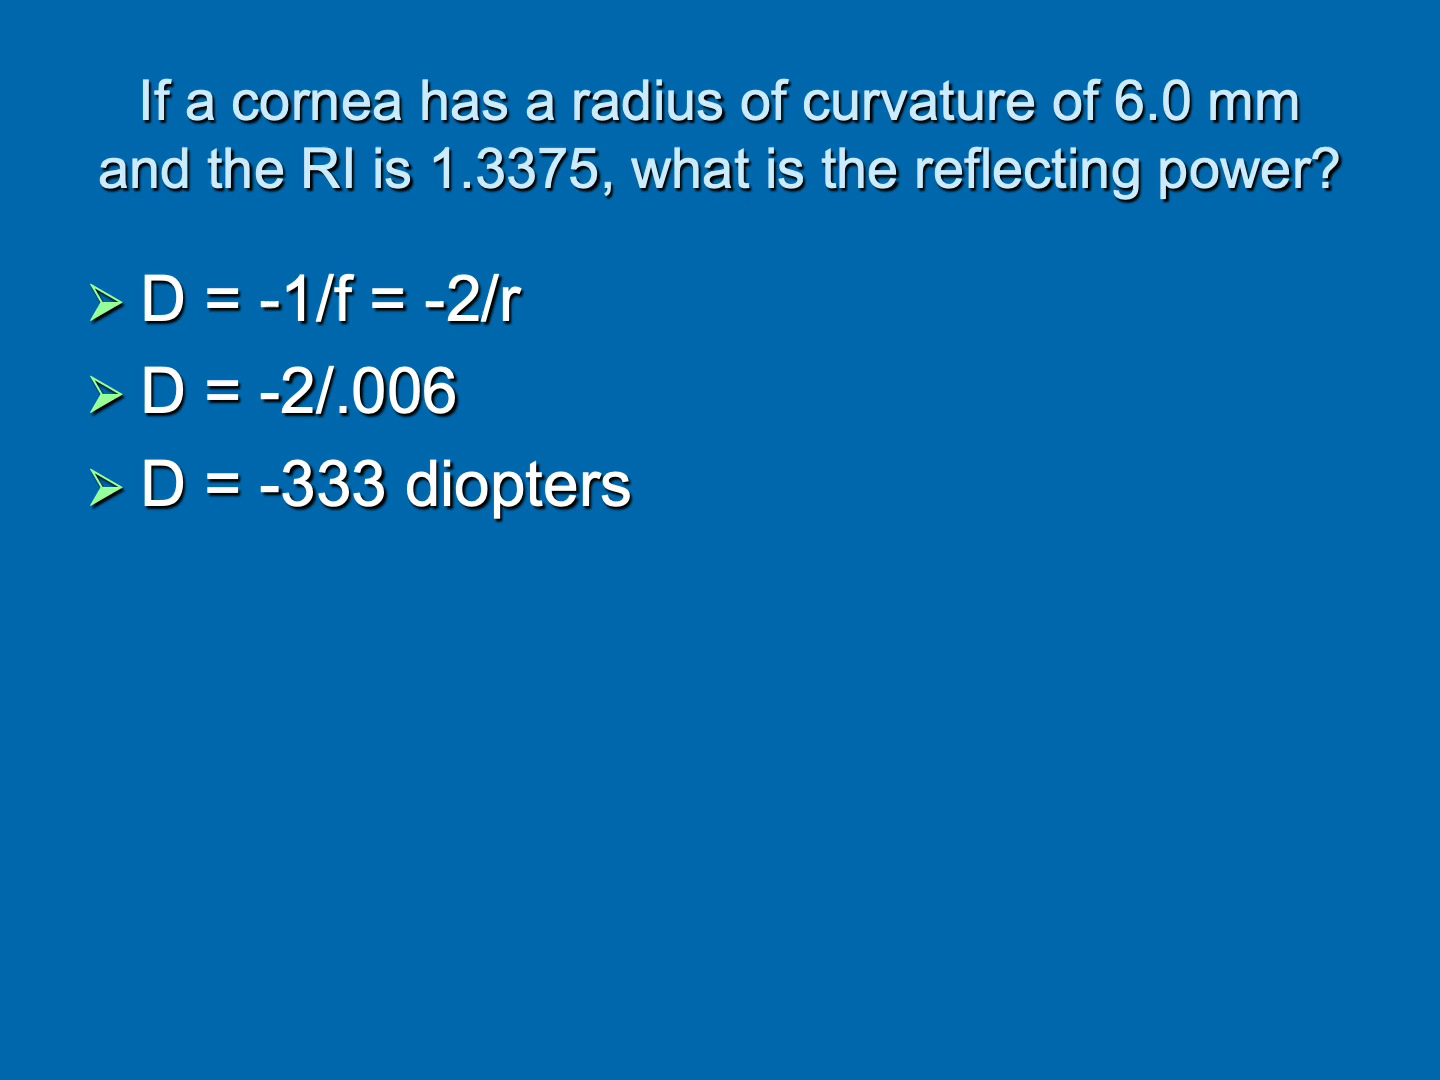 If a cornea has a radius of curvature of 6.0 mm
and the RI is 1.3375, what is the reflecting power?
D = -1/f = -2/r
D = -2/.006
D = -333 diopters